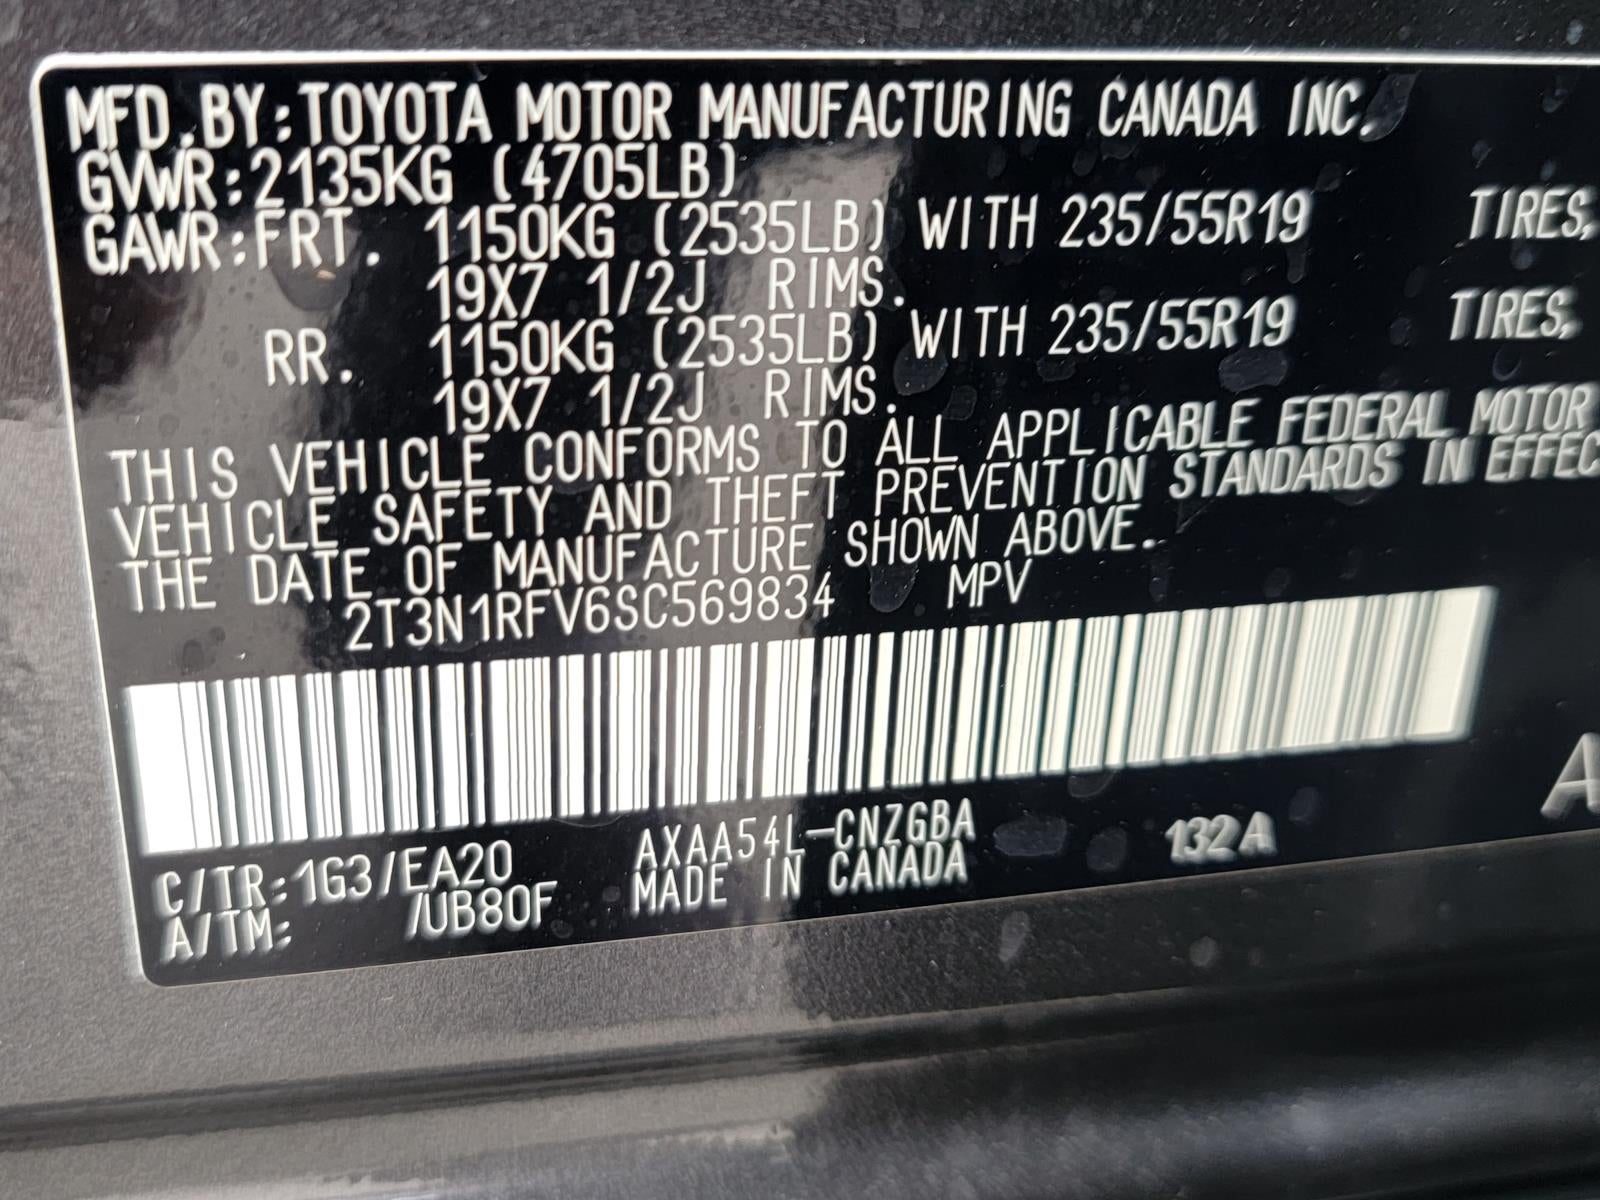 MFD.BY:TOYOTA MOTOR MANUFACTURING CANADA INC.
GVWR:2135KG (4705LB)
GAWR:FRT. 1150KG (2535LB) WITH 235/55R19 TIRES,
19X7 1/2J RIMS.
RR. 1150KG (2535LB) WITH 235/55R19 TIRES,
19X7 1/2J RIMS.
THIS VEHICLE CONFORMS TO ALL APPLICABLE FEDERAL MOTOR
VEHICLE SAFETY AND THEFT PREVENTION STANDARDS IN EFFEC
THE DATE OF MANUFACTURE SHOWN ABOVE.
2T3N1RFV6SC569834 MPV
C/TR:1G3/EA20 AXAA54L-CNZGBA 132A A
A/TM: /UB80F MADE IN CANADA